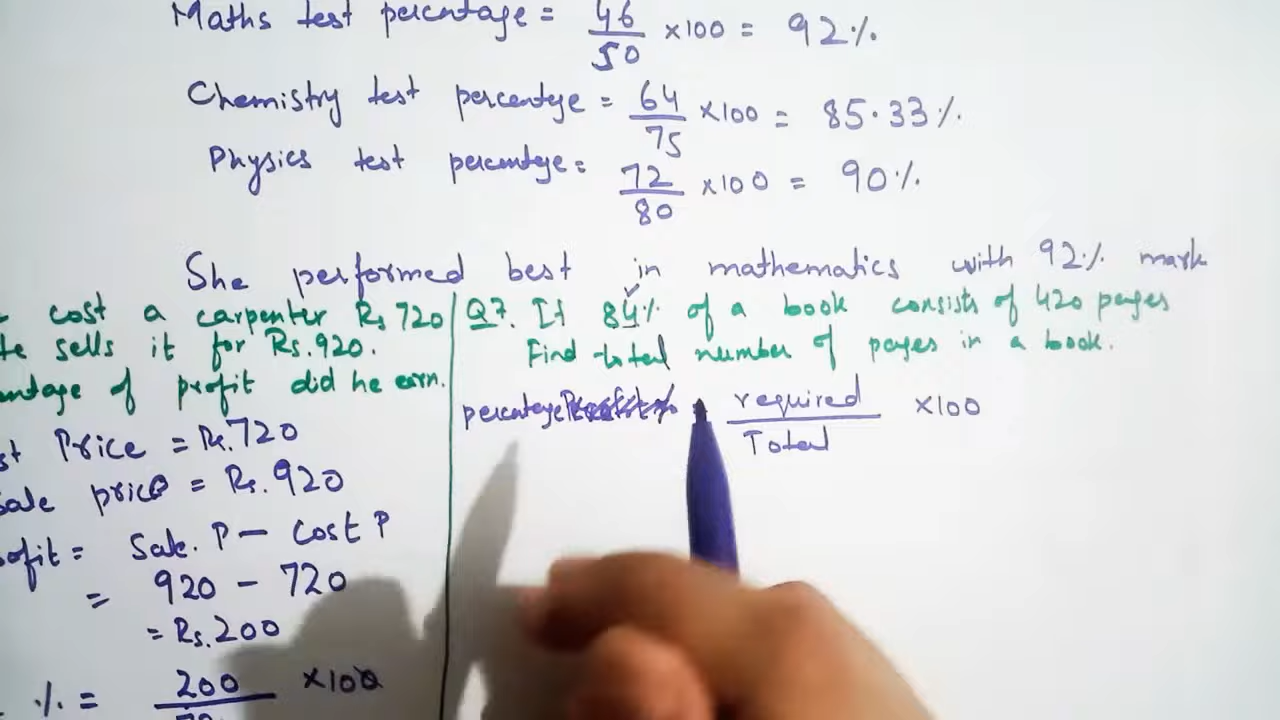 Maths test percentage = 46/50 ×100 = 92%
Chemistry test percentage = 64/75 ×100 = 85.33%
Physics test percentage = 72/80 ×100 = 90%
She performed best in mathematics with 92% mark
cost a carpenter Rs 720
sells it for Rs.920.
of profit did he earn.
Price = Rs.720
price = Rs.920
= Sale. P — Cost P
= 920 - 720
= Rs.200
% = 200 ×100
Q7. If 84% of a book consists of 420 pages
Find total number of pages in a book.
percentage required/Total ×100